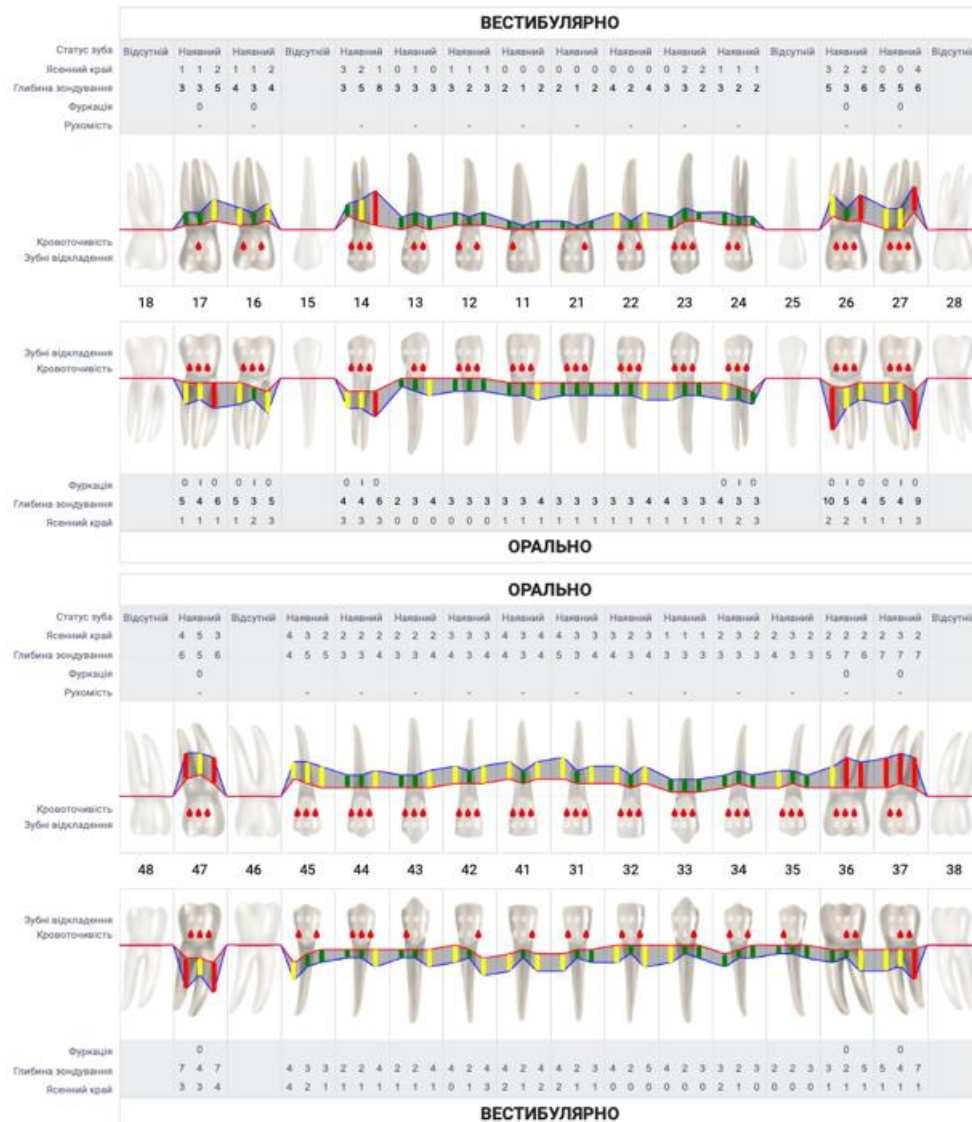 ВЕСТИБУЛЯРНО
Статус зуба Відсутній Наявний Наявний Відсутній Наявний Наявний Наявний Наявний Наявний Наявний Наявний Наявний Відсутній Наявний Наявний Відсутній
Ясенний край 1 1 2 1 1 2 3 2 1 0 1 0 1 1 1 0 0 0 0 0 0 0 0 0 0 2 2 1 1 1 3 2 2 0 0 4
Глибина зондування 3 3 5 4 3 4 3 5 8 3 3 3 3 2 3 2 1 2 2 1 2 4 2 4 3 3 2 3 2 2 5 3 6 5 5 6
Фуркація 0 0 0 0
Рухомість - - - - - - - - - - - -
Кровоточивість
Зубні відкладення
18 17 16 15 14 13 12 11 21 22 23 24 25 26 27 28
Зубні відкладення
Кровоточивість
Фуркація 0 I 0 0 I 0 0 I 0 0 I 0 0 I 0 0 I 0
Глибина зондування 5 4 6 5 3 5 4 4 6 2 3 4 3 3 3 3 3 4 3 3 3 3 3 4 4 3 3 4 3 3 10 5 4 5 4 9
Ясенний край 1 1 1 1 2 3 3 3 3 0 0 0 0 0 0 1 1 1 1 1 1 1 1 1 1 1 1 1 2 3 2 2 1 1 1 3
ОРАЛЬНО
ОРАЛЬНО
Статус зуба Відсутній Наявний Відсутній Наявний Наявний Наявний Наявний Наявний Наявний Наявний Наявний Наявний Наявний Наявний Наявний Відсутній
Ясенний край 4 5 3 4 3 2 2 2 2 2 2 2 3 3 3 4 3 4 4 3 3 3 2 3 1 1 1 2 3 2 2 3 2 2 2 2 2 3 2
Глибина зондування 6 5 6 4 5 5 3 3 4 3 3 4 4 3 4 4 3 4 5 3 4 4 3 4 3 3 3 3 3 3 4 3 3 5 7 6 7 7 7
Фуркація 0 0 0
Рухомість - - - - - - - - - - - - -
Кровоточивість
Зубні відкладення
48 47 46 45 44 43 42 41 31 32 33 34 35 36 37 38
Зубні відкладення
Кровоточивість
Фуркація 0 0 0
Глибина зондування 7 4 7 4 3 3 2 2 4 2 3 4 4 2 4 4 2 4 4 2 3 4 2 5 4 2 3 3 2 3 2 2 3 3 2 5 5 4 7
Ясенний край 3 3 4 4 2 1 1 1 1 1 1 1 0 1 3 2 1 2 2 1 1 0 0 0 0 0 0 2 1 0 0 0 0 1 1 1 1 1 1
ВЕСТИБУЛЯРНО